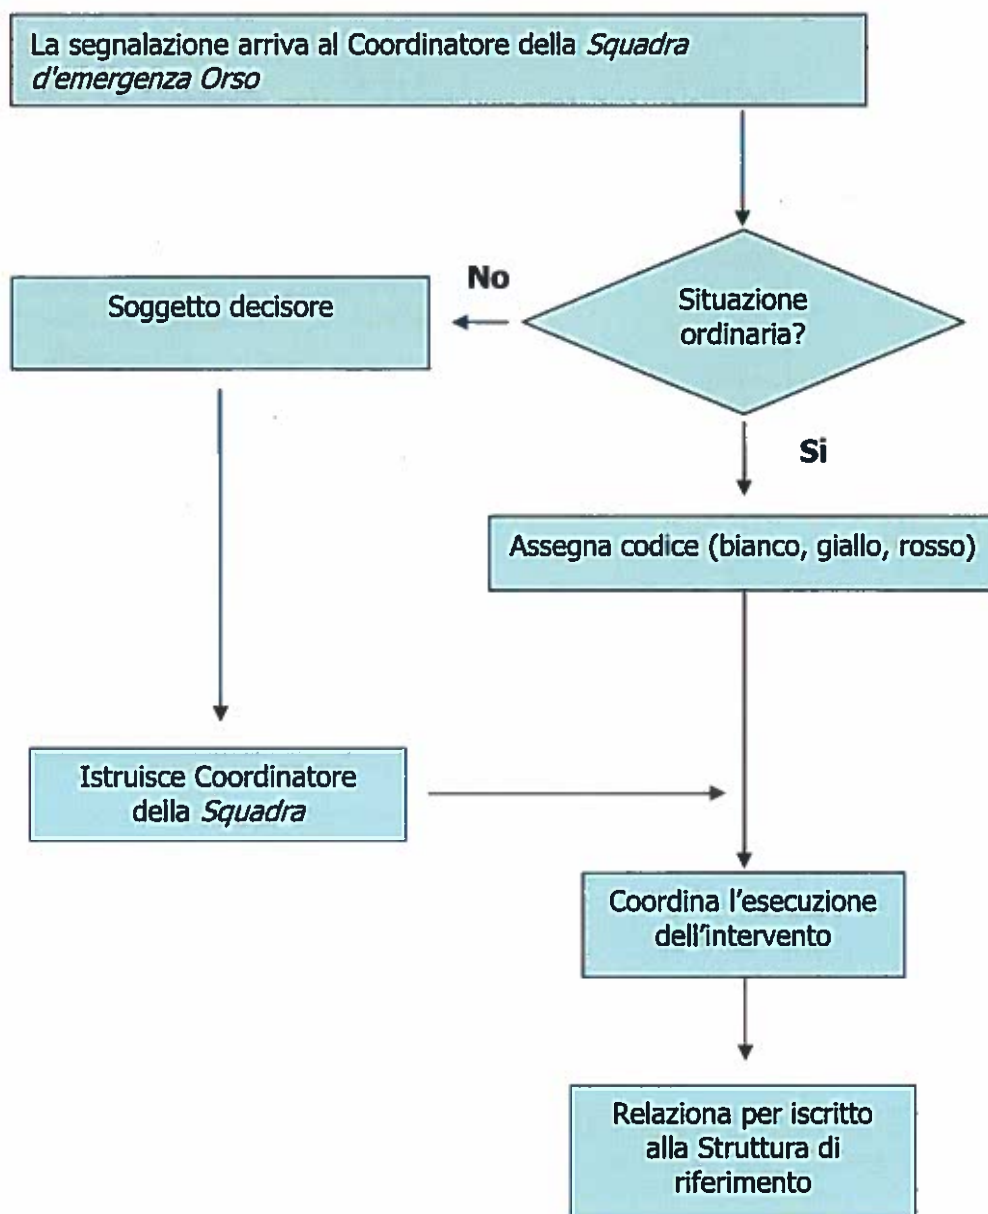 La segnalazione arriva al Coordinatore della Squadra
d'emergenza Orso
No
Soggetto decisore
Situazione
ordinaria?
Si
Assegna codice (bianco, giallo, rosso)
Istruisce Coordinatore
della Squadra
Coordina l'esecuzione
dell'intervento
Relaziona per iscritto
alla Struttura di
riferimento